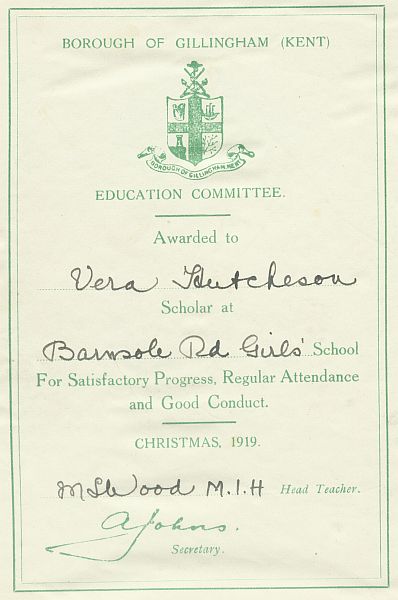 BOROUGH OF GILLINGHAM (KENT)
BOROUGH OF GILLINGHAM, KENT
EDUCATION COMMITTEE.
Awarded to
Vera Hutcheson
Scholar at
Barnsole Rd Girls' School
For Satisfactory Progress, Regular Attendance
and Good Conduct.
CHRISTMAS, 1919.
M S Wood M.I.H Head Teacher.
A Johns.
Secretary.